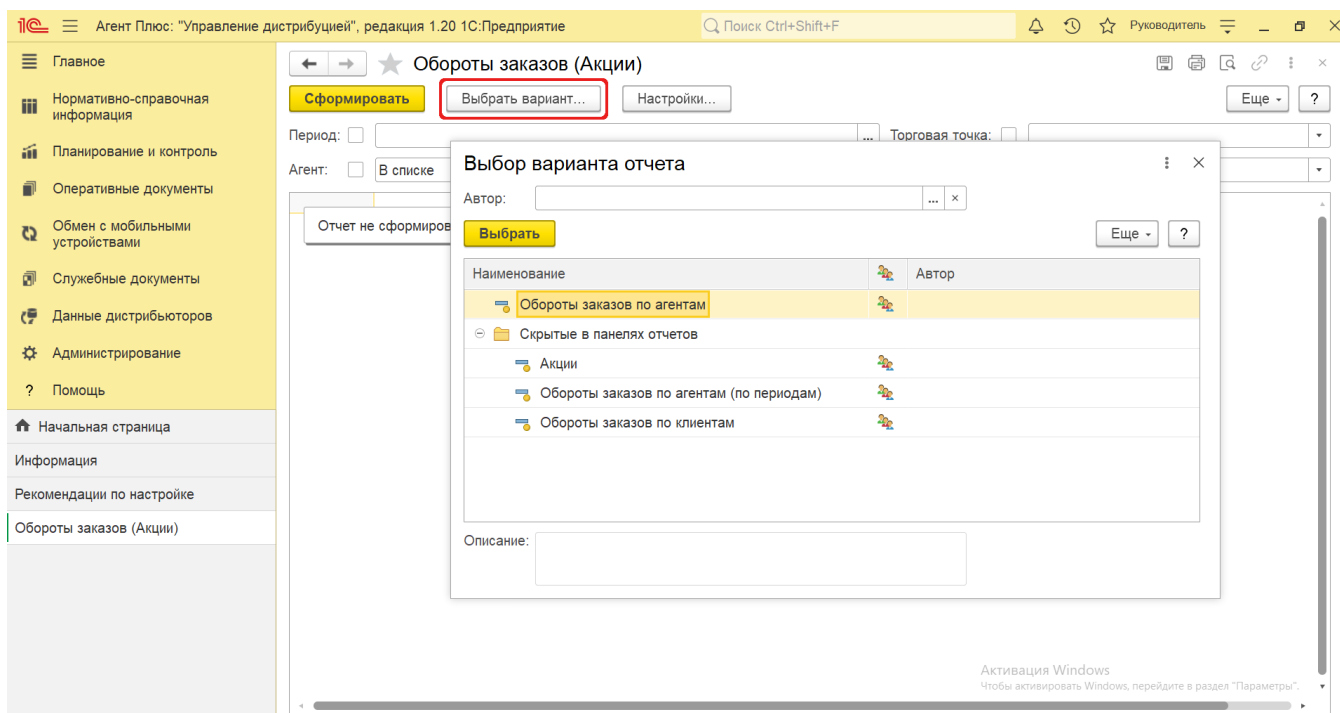 1С Агент Плюс: "Управление дистрибуцией", редакция 1.20 1С:Предприятие Поиск Ctrl+Shift+F Руководитель
Главное
Нормативно-справочная
информация
Планирование и контроль
Оперативные документы
Обмен с мобильными
устройствами
Служебные документы
Данные дистрибьюторов
Администрирование
? Помощь
Начальная страница
Информация
Рекомендации по настройке
Обороты заказов (Акции)
Обороты заказов (Акции)
Сформировать Выбрать вариант... Настройки... Еще ?
Период: ... Торговая точка:
Агент: В списке
Отчет не сформиров
Выбор варианта отчета
Автор: ...
Выбрать Еще ?
Наименование Автор
Обороты заказов по агентам
Скрытые в панелях отчетов
Акции
Обороты заказов по агентам (по периодам)
Обороты заказов по клиентам
Описание:
Активация Windows
Чтобы активировать Windows, перейдите в раздел "Параметры".